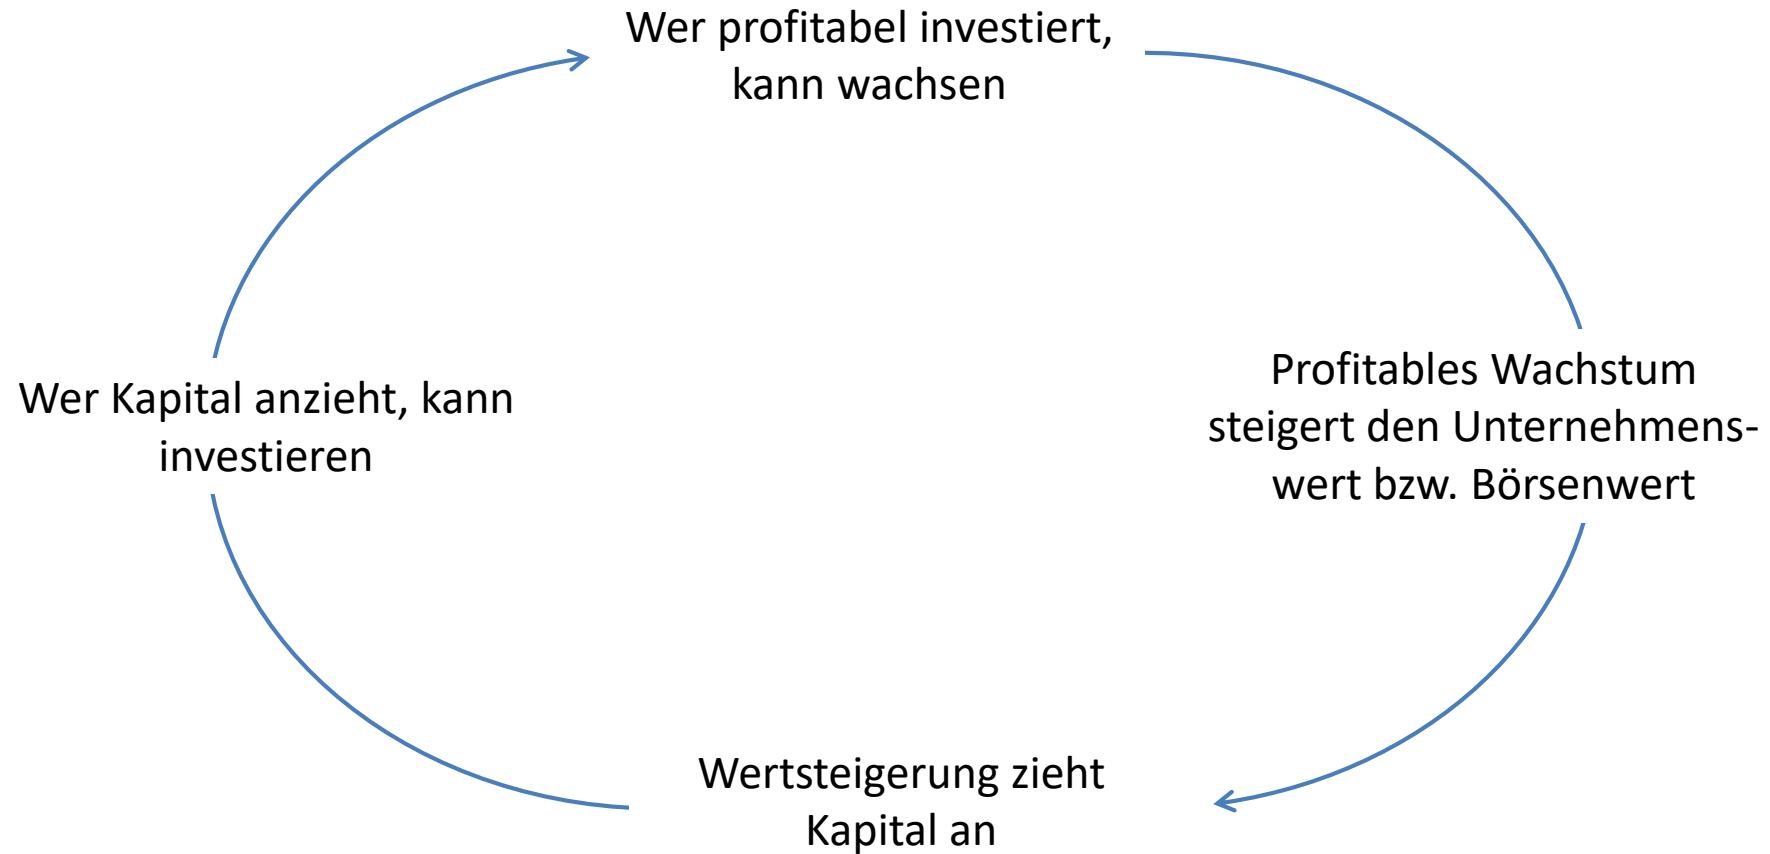 Wer profitabel investiert,
kann wachsen
Profitables Wachstum
steigert den Unternehmens-
wert bzw. Börsenwert
Wertsteigerung zieht
Kapital an
Wer Kapital anzieht, kann
investieren